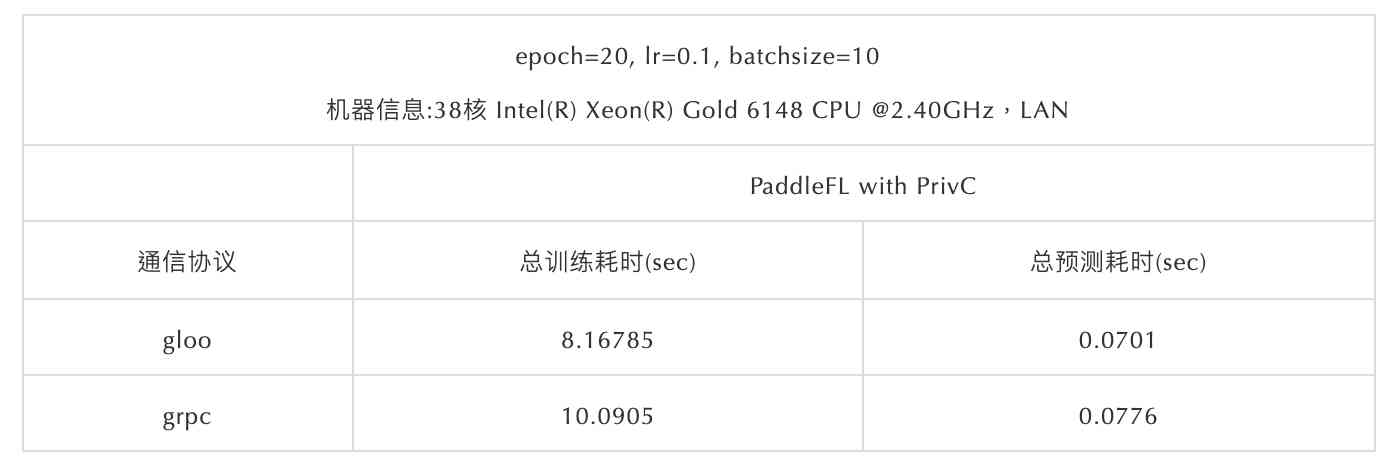 epoch=20, lr=0.1, batchsize=10
机器信息:38核 Intel(R) Xeon(R) Gold 6148 CPU @2.40GHz，LAN
PaddleFL with PrivC
通信协议 总训练耗时(sec) 总预测耗时(sec)
gloo 8.16785 0.0701
grpc 10.0905 0.0776